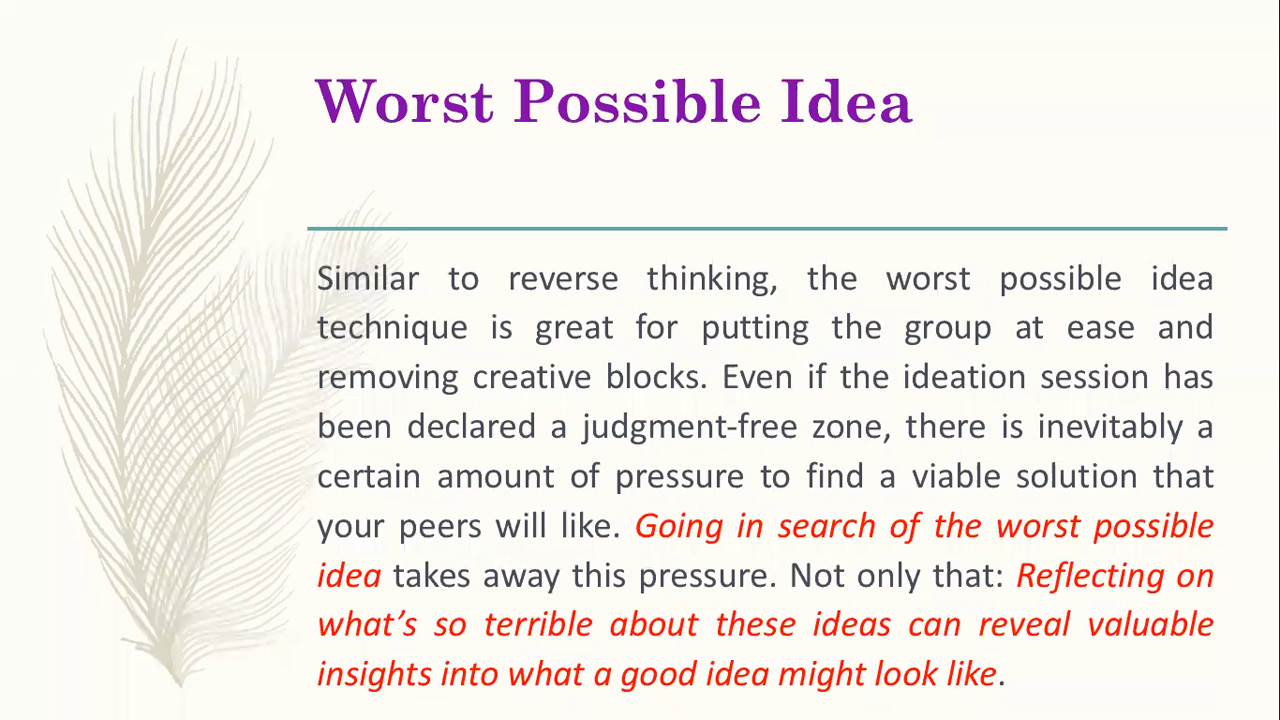 Worst Possible Idea
Similar to reverse thinking, the worst possible idea
technique is great for putting the group at ease and
removing creative blocks. Even if the ideation session has
been declared a judgment-free zone, there is inevitably a
certain amount of pressure to find a viable solution that
your peers will like. Going in search of the worst possible
idea takes away this pressure. Not only that: Reflecting on
what’s so terrible about these ideas can reveal valuable
insights into what a good idea might look like.